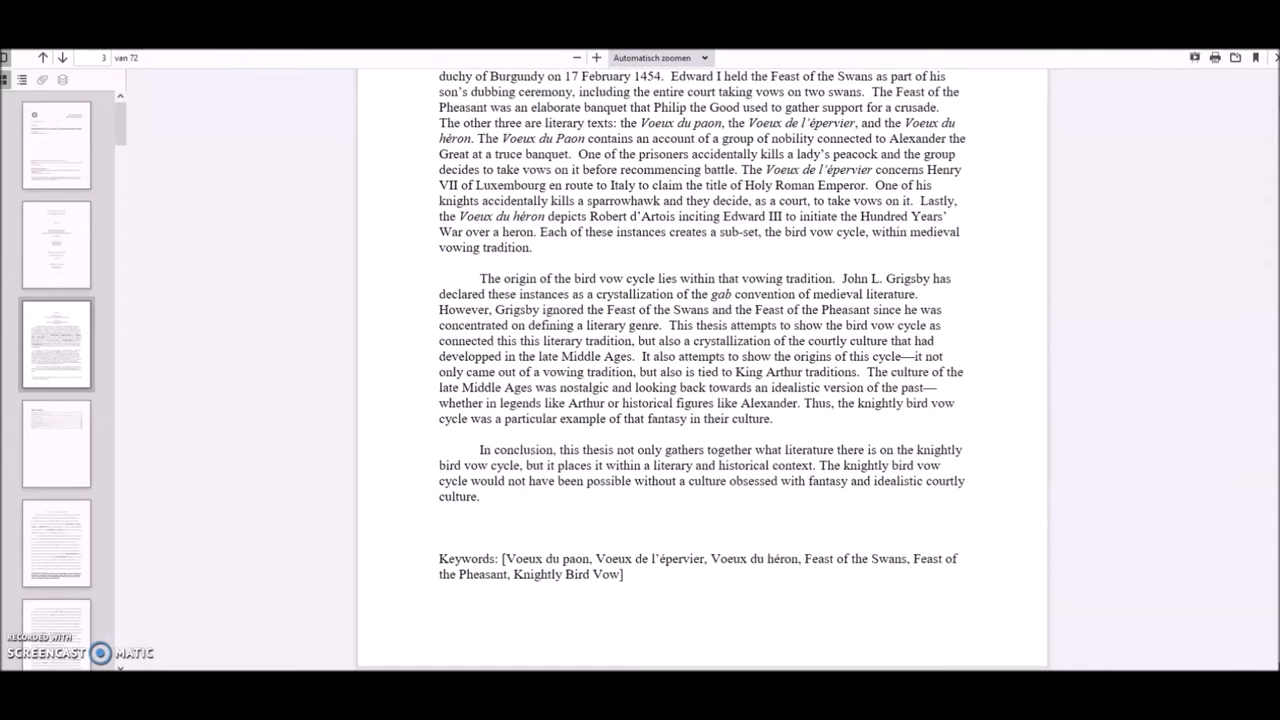 3 van 72
Automatisch zoomen
duchy of Burgundy on 17 February 1454. Edward I held the Feast of the Swans as part of his
son's dubbing ceremony, including the entire court taking vows on two swans. The Feast of the
Pheasant was an elaborate banquet that Philip the Good used to gather support for a crusade.
The other three are literary texts: the Voeux du paon, the Voeux de l'épervier, and the Voeux du
héron. The Voeux du Paon contains an account of a group of nobility connected to Alexander the
Great at a truce banquet. One of the prisoners accidentally kills a lady's peacock and the group
decides to take vows on it before recommencing battle. The Voeux de l'épervier concerns Henry
VII of Luxembourg en route to Italy to claim the title of Holy Roman Emperor. One of his
knights accidentally kills a sparrowhawk and they decide, as a court, to take vows on it. Lastly,
the Voeux du héron depicts Robert d'Artois inciting Edward III to initiate the Hundred Years'
War over a heron. Each of these instances creates a sub-set, the bird vow cycle, within medieval
vowing tradition.
The origin of the bird vow cycle lies within that vowing tradition. John L. Grigsby has
declared these instances as a crystallization of the gab convention of medieval literature.
However, Grigsby ignored the Feast of the Swans and the Feast of the Pheasant since he was
concentrated on defining a literary genre. This thesis attempts to show the bird vow cycle as
connected this this literary tradition, but also a crystallization of the courtly culture that had
developped in the late Middle Ages. It also attempts to show the origins of this cycle—it not
only came out of a vowing tradition, but also is tied to King Arthur traditions. The culture of the
late Middle Ages was nostalgic and looking back towards an idealistic version of the past—
whether in legends like Arthur or historical figures like Alexander. Thus, the knightly bird vow
cycle was a particular example of that fantasy in their culture.
In conclusion, this thesis not only gathers together what literature there is on the knightly
bird vow cycle, but it places it within a literary and historical context. The knightly bird vow
cycle would not have been possible without a culture obsessed with fantasy and idealistic courtly
culture.
Keywords: [Voeux du paon, Voeux de l'épervier, Voeux du héron, Feast of the Swans, Feast of
the Pheasant, Knightly Bird Vow]
RECORDED WITH
SCREENCAST MATIC